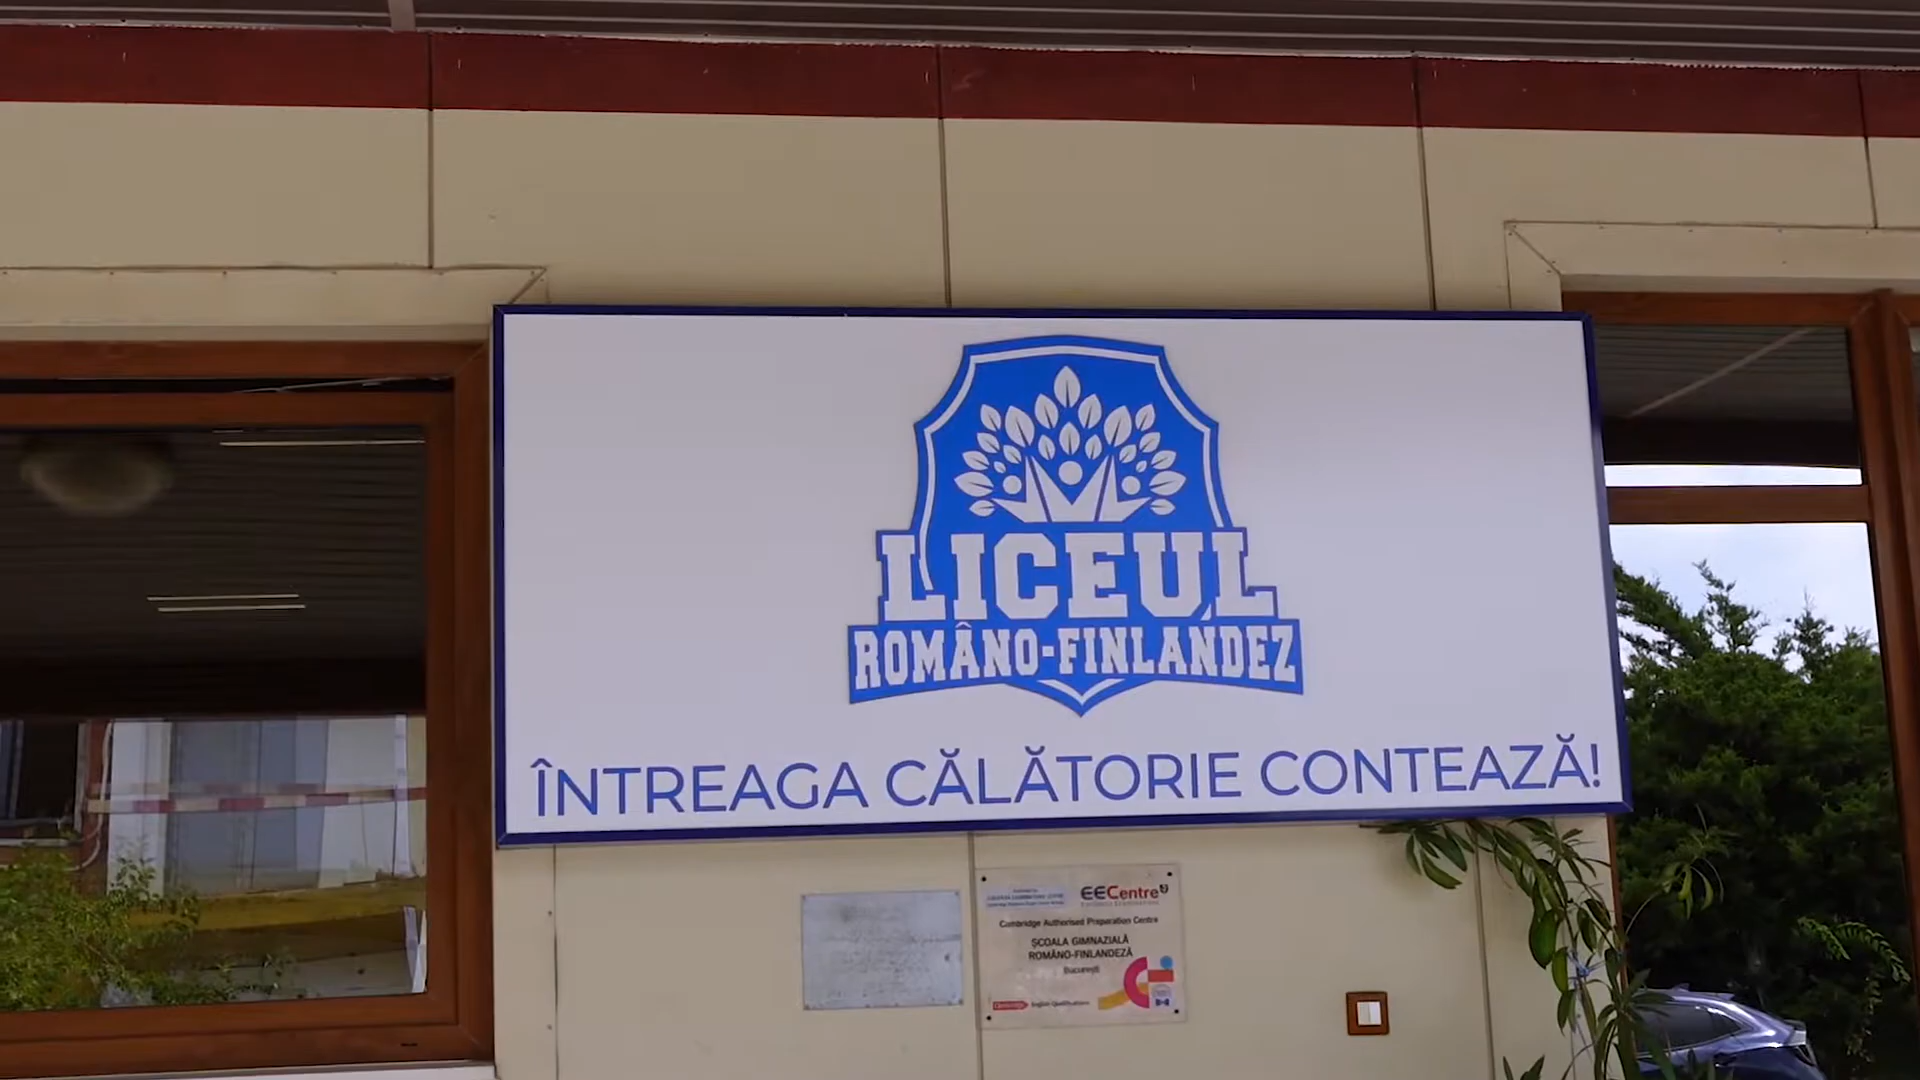 LICEUL
ROMÂNO-FINLANDEZ
ÎNTREAGA CĂLĂTORIE CONTEAZĂ!
EECentre
Cambridge Authorised Preparation Centre
ȘCOALA GIMNAZIALĂ
ROMÂNO-FINLANDEZĂ
București
English Qualifications